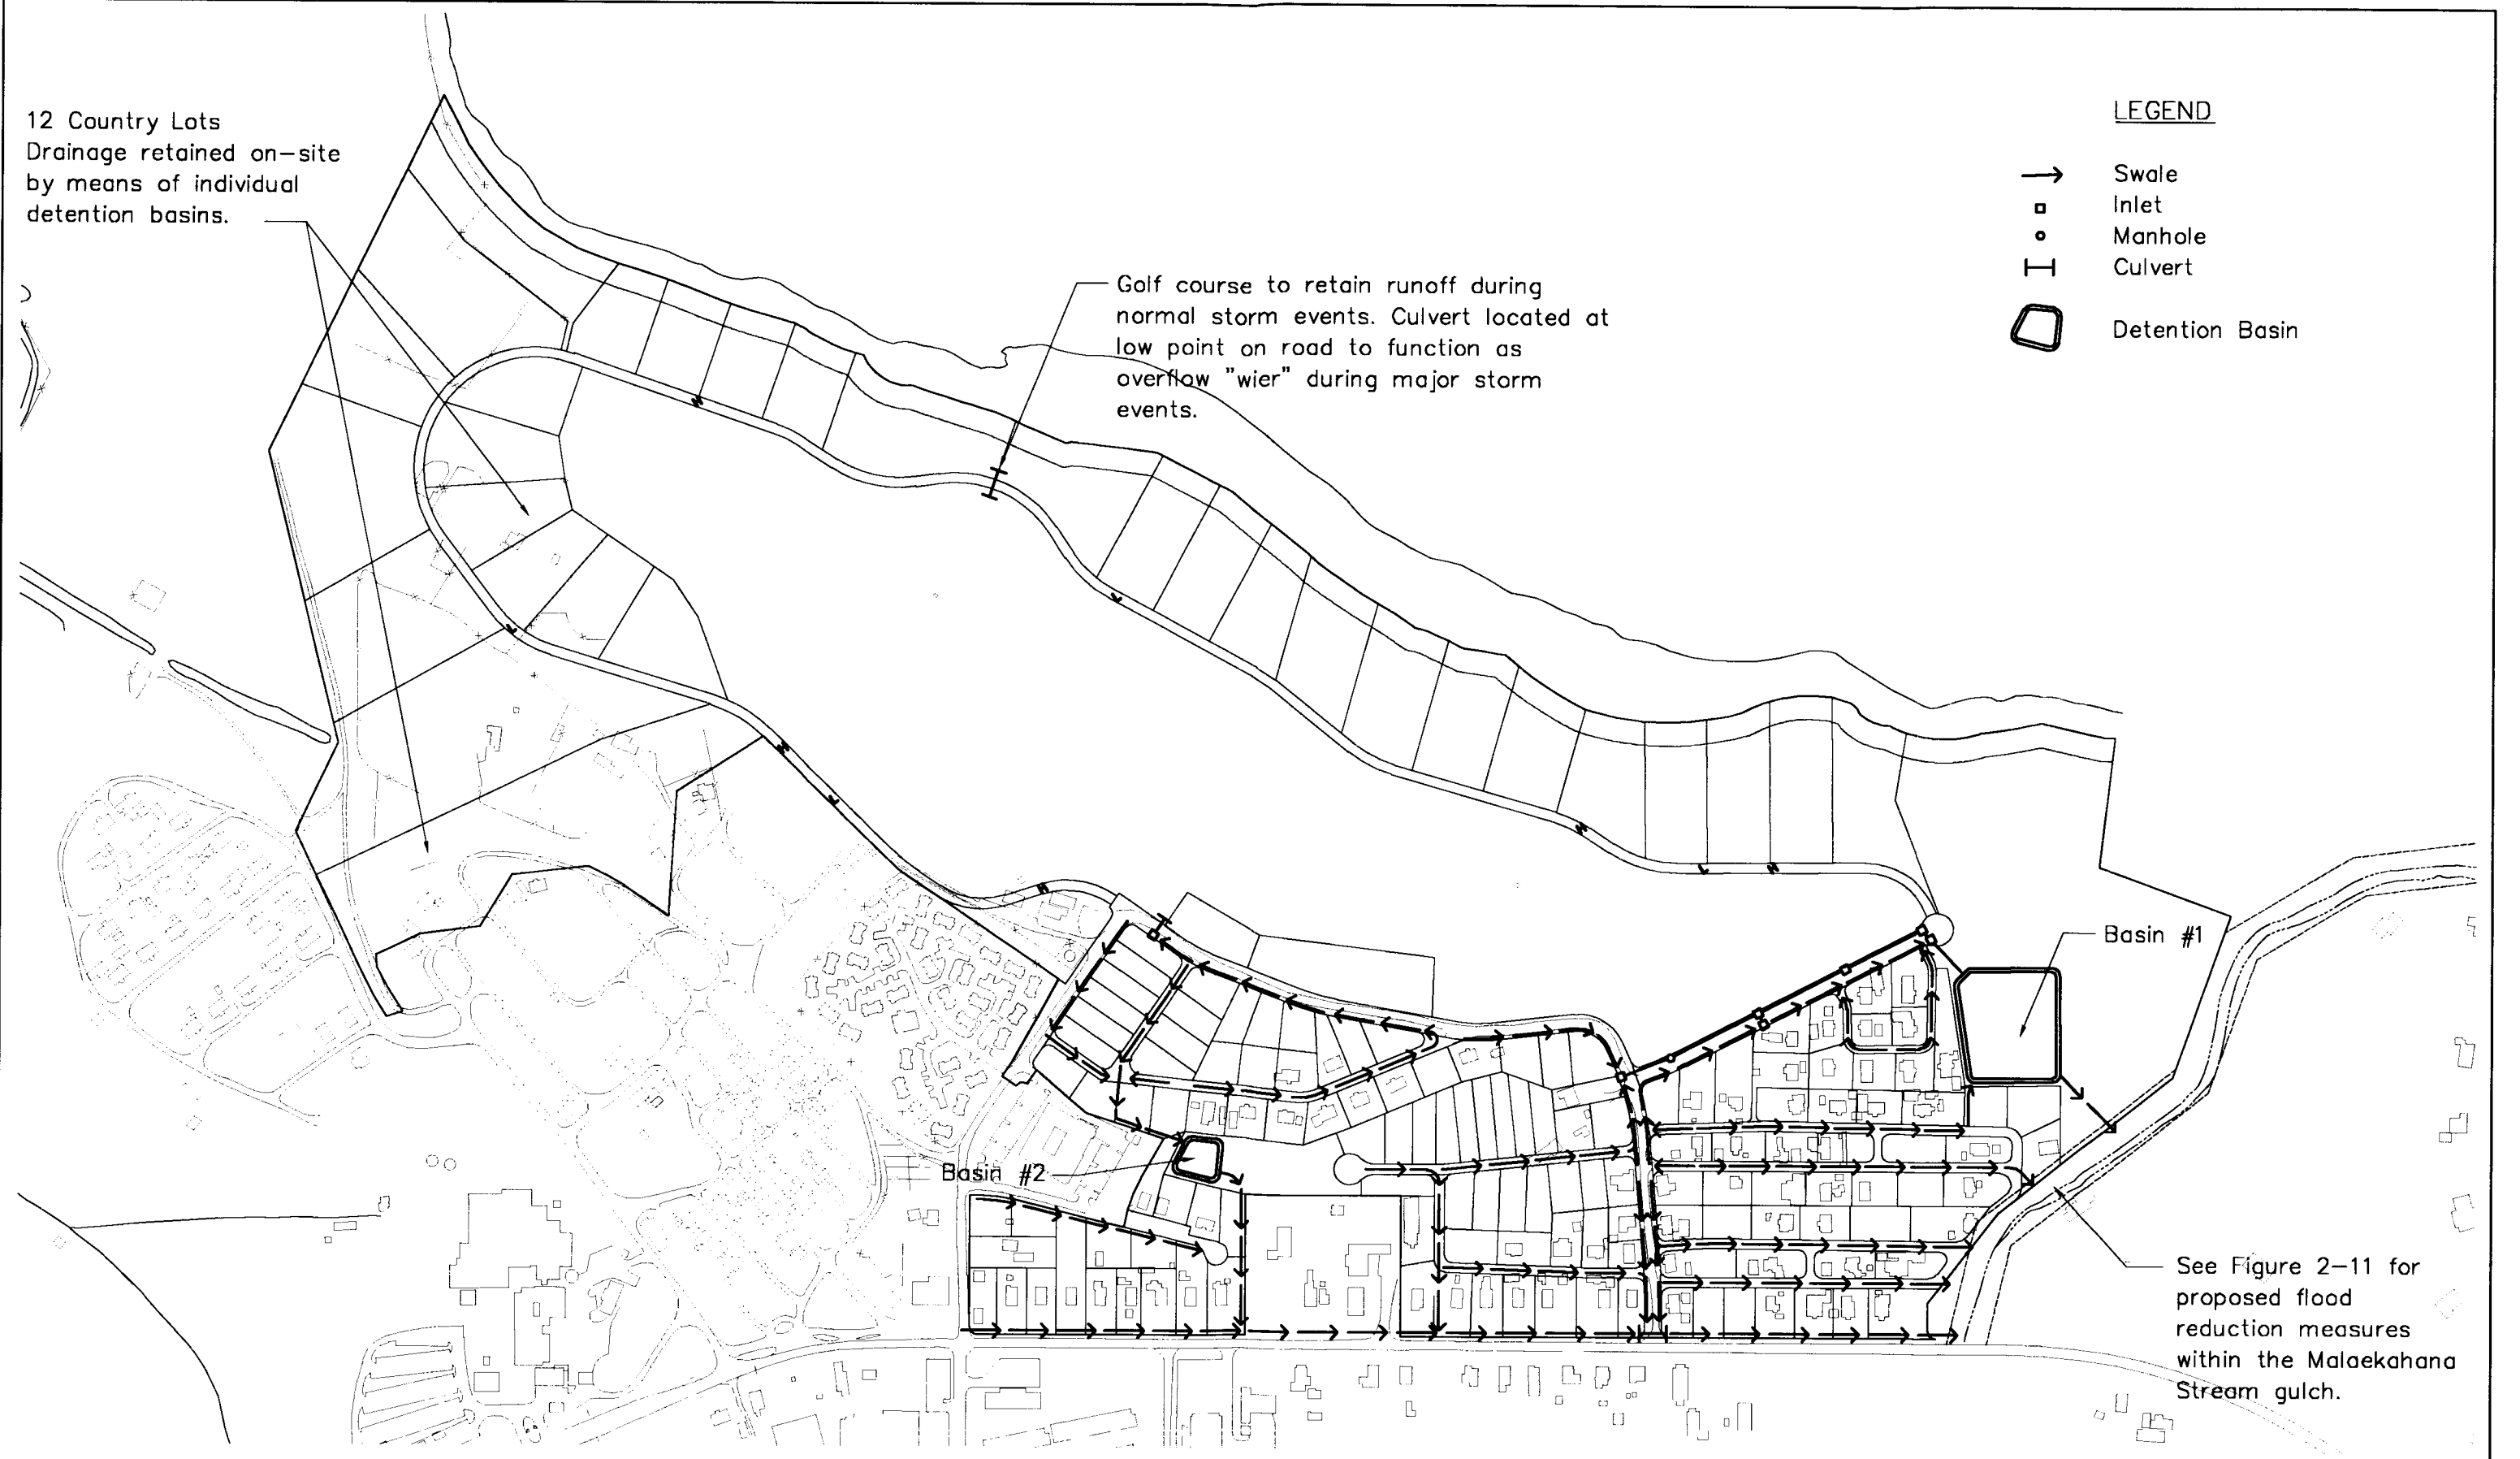 12 Country Lots
Drainage retained on-site
by means of individual
detention basins.
Golf course to retain runoff during
normal storm events. Culvert located at
low point on road to function as
overflow "wier" during major storm
events.
LEGEND
Swale
Inlet
Manhole
Culvert
Detention Basin
Basin #1
Basin #2
See Figure 2-11 for
proposed flood
reduction measures
within the Malaekahana
Stream gulch.